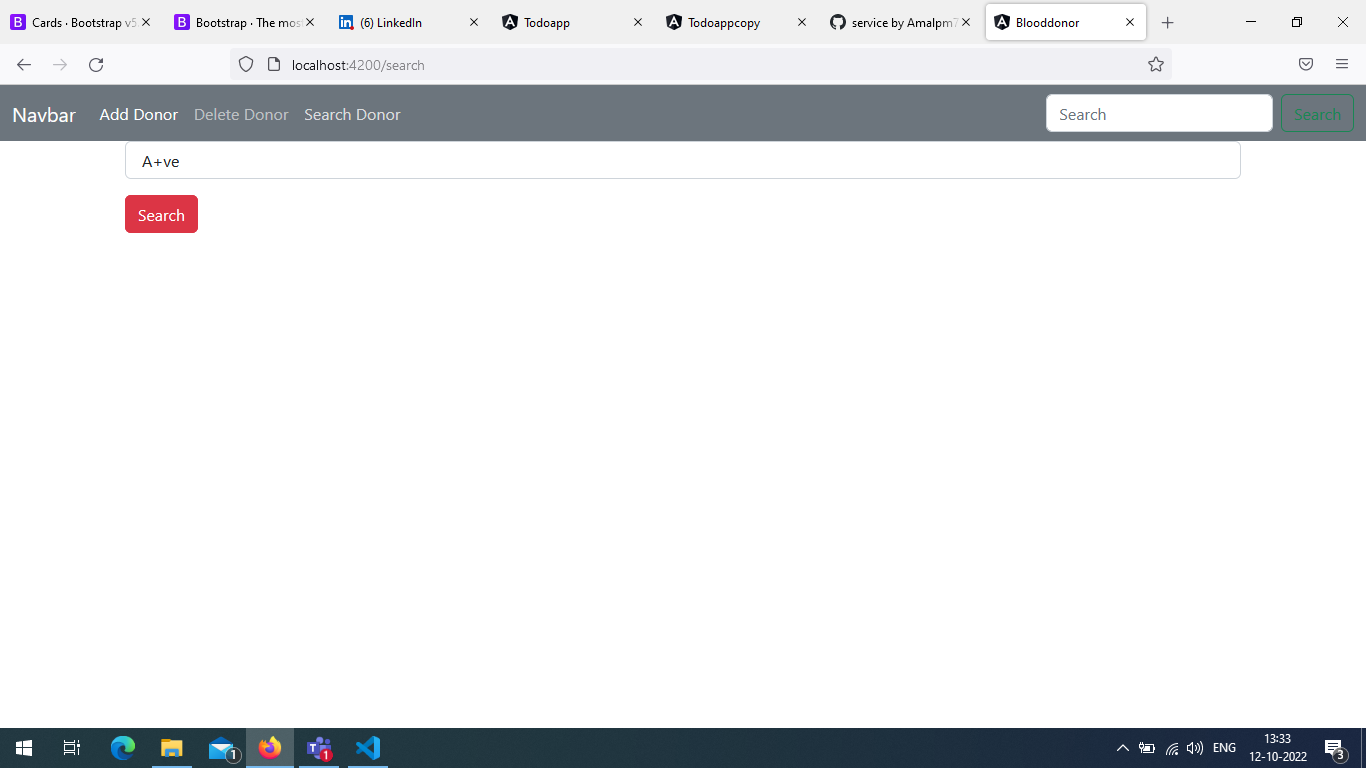 Cards · Bootstrap v5
Bootstrap · The most
(6) LinkedIn
Todoapp
Todoappcopy
service by Amalpm7
Blooddonor
localhost:4200/search
Navbar Add Donor Delete Donor Search Donor Search Search
A+ve
Search
1
1
ENG
13:33
12-10-2022
3